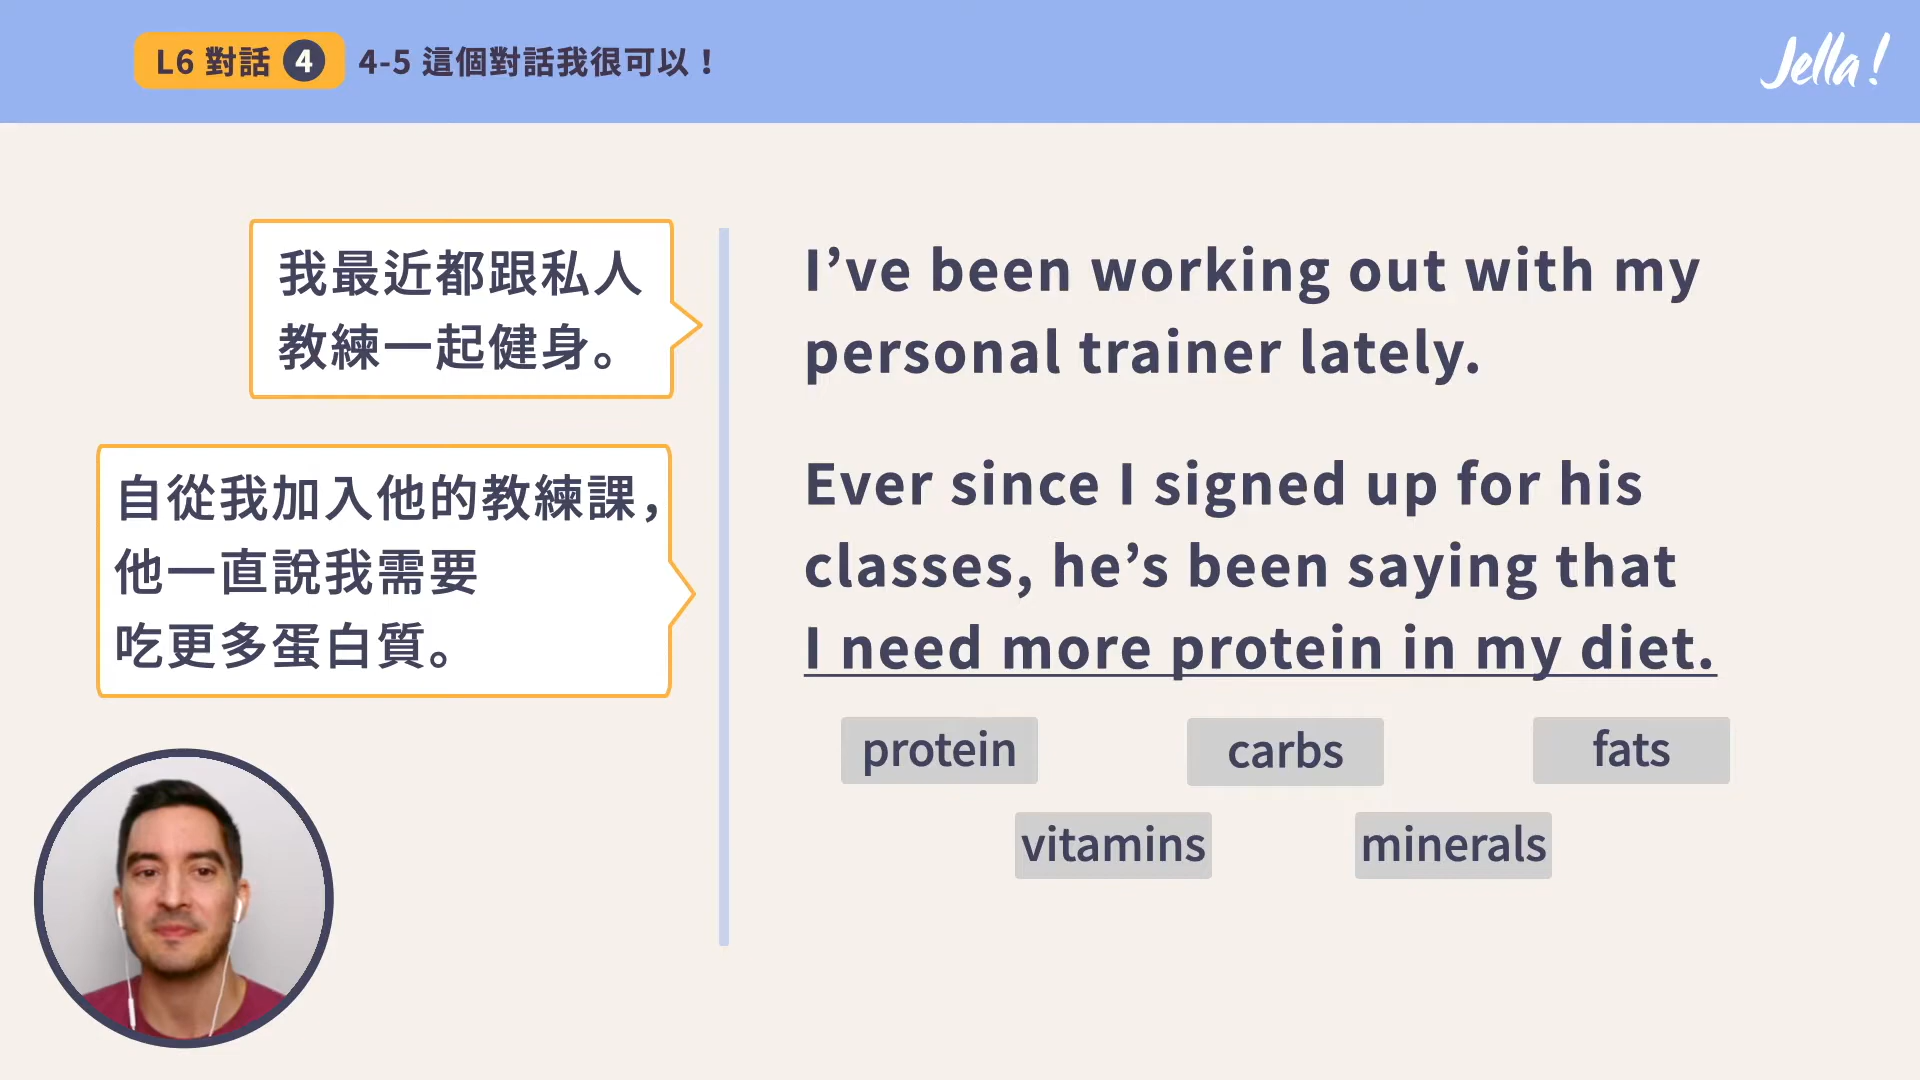 L6 對話 4 4-5 這個對話我很可以！
Jella!
我最近都跟私人
教練一起健身。
自從我加入他的教練課，
他一直說我需要
吃更多蛋白質。
I’ve been working out with my
personal trainer lately.
Ever since I signed up for his
classes, he’s been saying that
I need more protein in my diet.
protein carbs fats
vitamins minerals